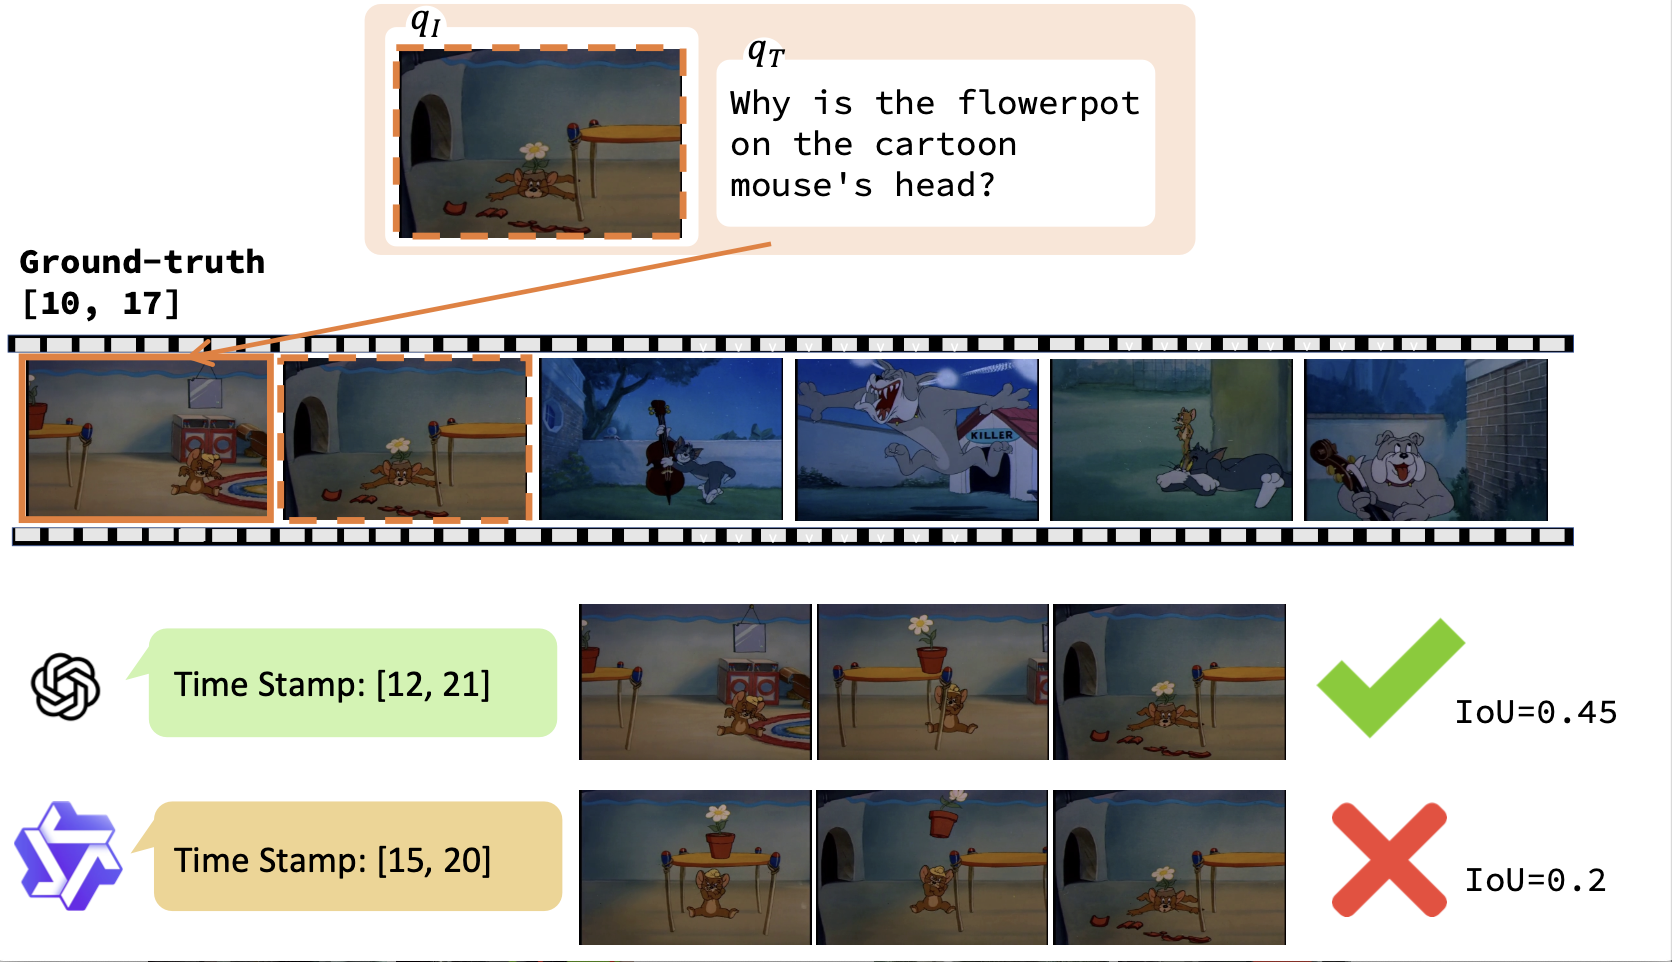 q_I
q_T
Why is the flowerpot
on the cartoon
mouse's head?
Ground-truth
[10, 17]
KILLER
Time Stamp: [12, 21]
IoU=0.45
Time Stamp: [15, 20]
IoU=0.2